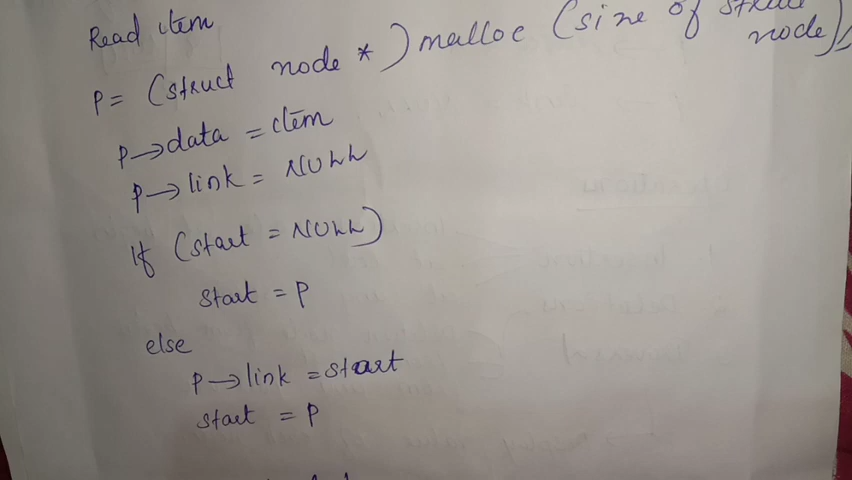 Read item
p = (struct node *) malloc (size of struct
node),
p→data = item
p→link = NULL
If (start = NULL)
start = p
else
p→link = start
start = p